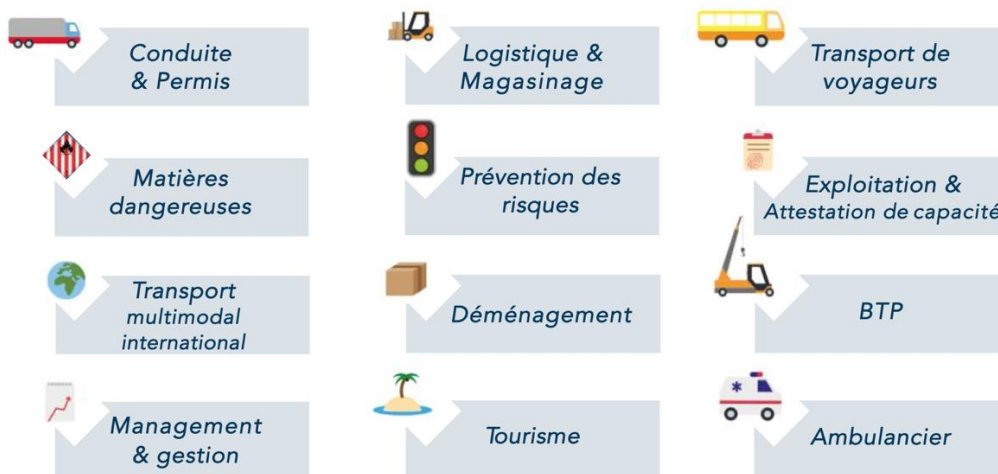 Conduite
& Permis
Logistique &
Magasinage
Transport de
voyageurs
Matières
dangereuses
Prévention des
risques
Exploitation &
Attestation de capacité
Transport
multimodal
international
Déménagement
BTP
Management
& gestion
Tourisme
Ambulancier